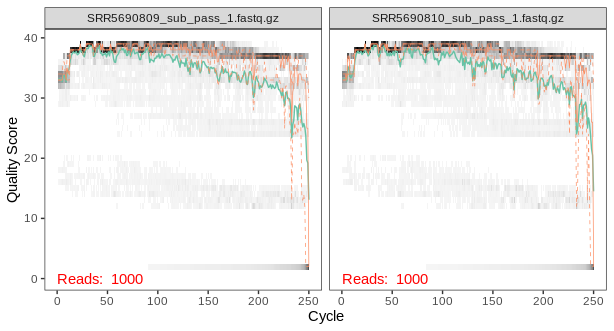 SRR5690809_sub_pass_1.fastq.gz SRR5690810_sub_pass_1.fastq.gz
40
30
20
10
0
Quality Score
Reads: 1000 Reads: 1000
0 50 100 150 200 250 0 50 100 150 200 250
Cycle